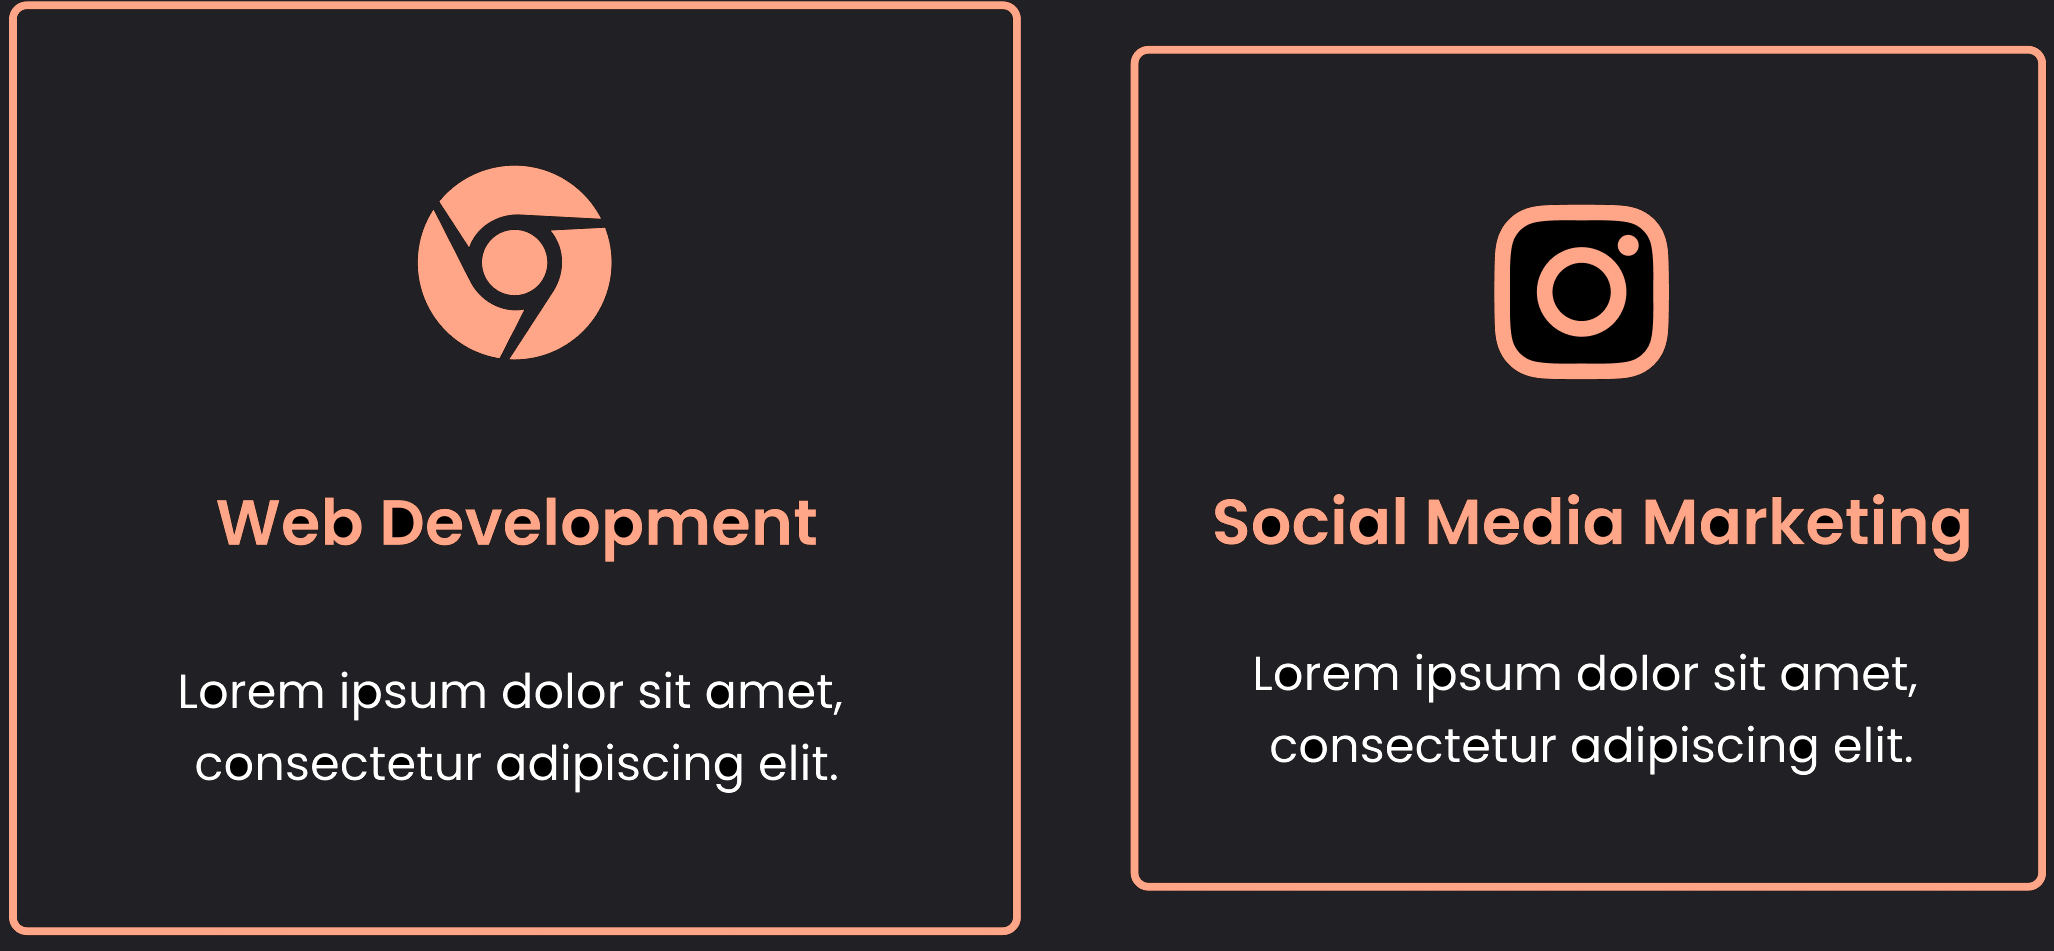 Web Development
Lorem ipsum dolor sit amet,
consectetur adipiscing elit.
Social Media Marketing
Lorem ipsum dolor sit amet,
consectetur adipiscing elit.